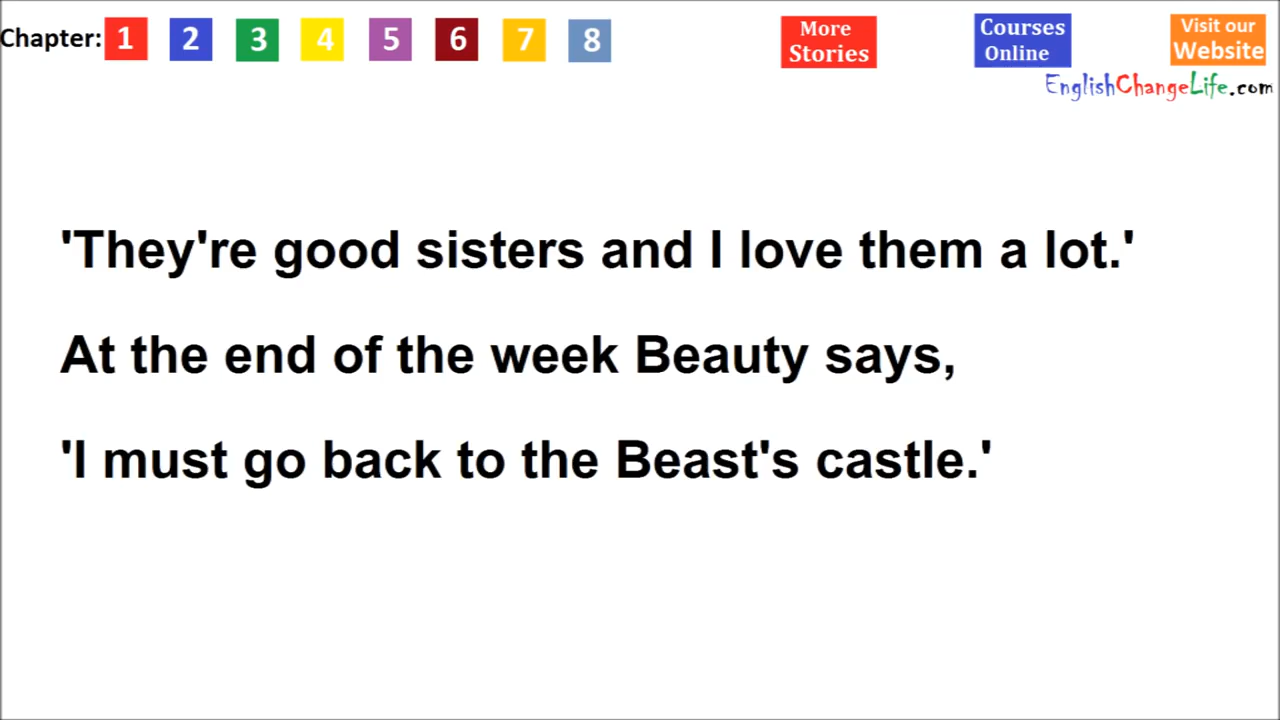 Chapter: 1 2 3 4 5 6 7 8
More
Stories
Courses
Online
Visit our
Website
EnglishChangeLife.com
'They're good sisters and I love them a lot.'
At the end of the week Beauty says,
'I must go back to the Beast's castle.'